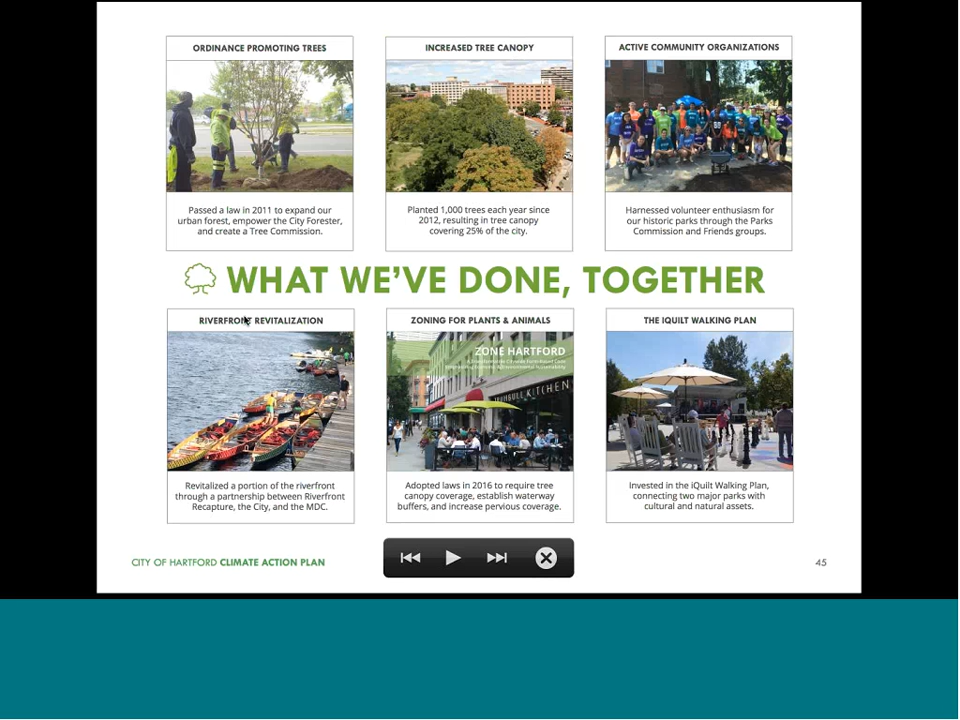 ORDINANCE PROMOTING TREES
Passed a law in 2011 to expand our
urban forest, empower the City Forester,
and create a Tree Commission.
INCREASED TREE CANOPY
Planted 1,000 trees each year since
2012, resulting in tree canopy
covering 25% of the city.
ACTIVE COMMUNITY ORGANIZATIONS
Harnessed volunteer enthusiasm for
our historic parks through the Parks
Commission and Friends groups.
WHAT WE'VE DONE, TOGETHER
RIVERFRONT REVITALIZATION
Revitalized a portion of the riverfront
through a partnership between Riverfront
Recapture, the City, and the MDC.
ZONING FOR PLANTS & ANIMALS
ZONE HARTFORD
KITCHEN
Adopted laws in 2016 to require tree
canopy coverage, establish waterway
buffers, and increase pervious coverage.
THE IQUILT WALKING PLAN
Invested in the iQuilt Walking Plan,
connecting two major parks with
cultural and natural assets.
CITY OF HARTFORD CLIMATE ACTION PLAN
45